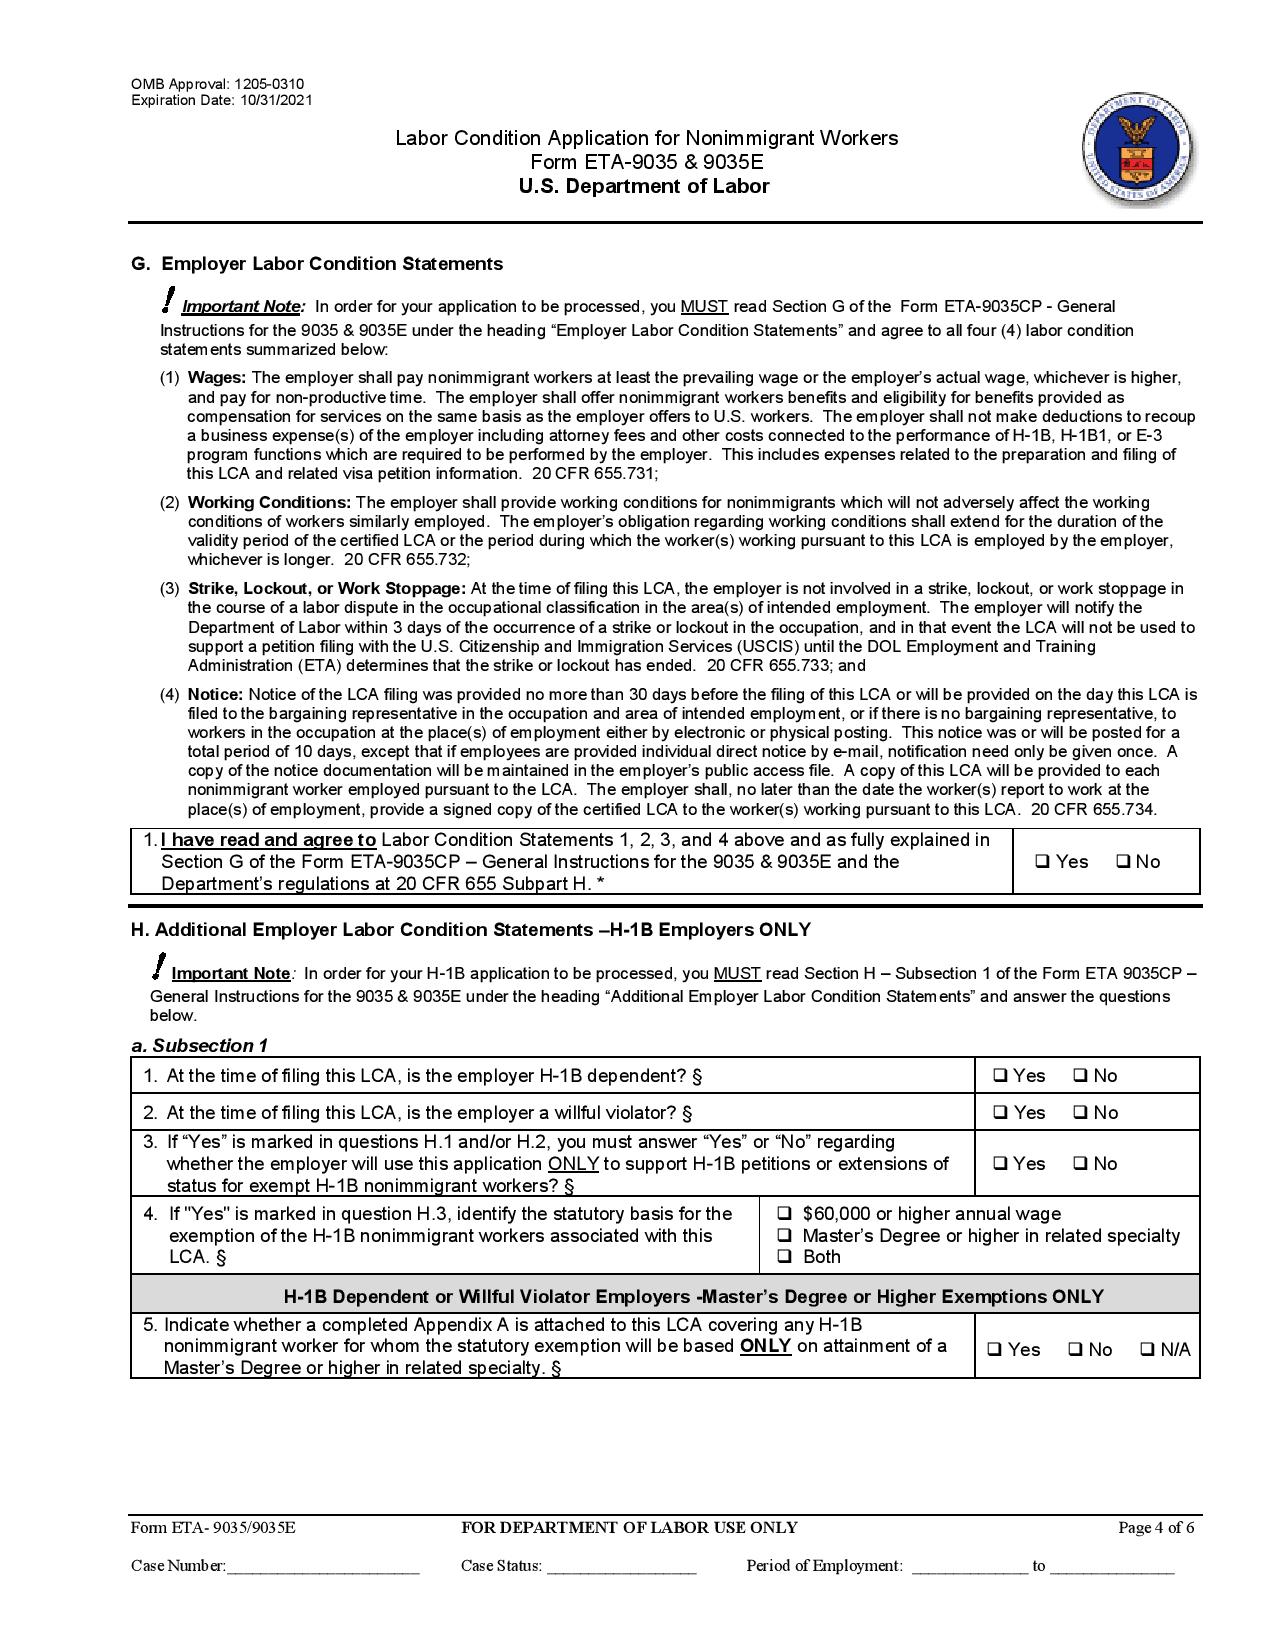 OMB Approval: 1205-0310
Expiration Date: 10/31/2021
Labor Condition Application for Nonimmigrant Workers
Form ETA-9035 & 9035E
U.S. Department of Labor
DEPARTMENT OF LABOR
UNITED STATES OF AMERICA
G. Employer Labor Condition Statements
! Important Note: In order for your application to be processed, you MUST read Section G of the Form ETA-9035CP - General
Instructions for the 9035 & 9035E under the heading “Employer Labor Condition Statements” and agree to all four (4) labor condition
statements summarized below:
(1) Wages: The employer shall pay nonimmigrant workers at least the prevailing wage or the employer’s actual wage, whichever is higher,
and pay for non-productive time. The employer shall offer nonimmigrant workers benefits and eligibility for benefits provided as
compensation for services on the same basis as the employer offers to U.S. workers. The employer shall not make deductions to recoup
a business expense(s) of the employer including attorney fees and other costs connected to the performance of H-1B, H-1B1, or E-3
program functions which are required to be performed by the employer. This includes expenses related to the preparation and filing of
this LCA and related visa petition information. 20 CFR 655.731;
(2) Working Conditions: The employer shall provide working conditions for nonimmigrants which will not adversely affect the working
conditions of workers similarly employed. The employer’s obligation regarding working conditions shall extend for the duration of the
validity period of the certified LCA or the period during which the worker(s) working pursuant to this LCA is employed by the employer,
whichever is longer. 20 CFR 655.732;
(3) Strike, Lockout, or Work Stoppage: At the time of filing this LCA, the employer is not involved in a strike, lockout, or work stoppage in
the course of a labor dispute in the occupational classification in the area(s) of intended employment. The employer will notify the
Department of Labor within 3 days of the occurrence of a strike or lockout in the occupation, and in that event the LCA will not be used to
support a petition filing with the U.S. Citizenship and Immigration Services (USCIS) until the DOL Employment and Training
Administration (ETA) determines that the strike or lockout has ended. 20 CFR 655.733; and
(4) Notice: Notice of the LCA filing was provided no more than 30 days before the filing of this LCA or will be provided on the day this LCA is
filed to the bargaining representative in the occupation and area of intended employment, or if there is no bargaining representative, to
workers in the occupation at the place(s) of employment either by electronic or physical posting. This notice was or will be posted for a
total period of 10 days, except that if employees are provided individual direct notice by e-mail, notification need only be given once. A
copy of the notice documentation will be maintained in the employer’s public access file. A copy of this LCA will be provided to each
nonimmigrant worker employed pursuant to the LCA. The employer shall, no later than the date the worker(s) report to work at the
place(s) of employment, provide a signed copy of the certified LCA to the worker(s) working pursuant to this LCA. 20 CFR 655.734.
1. I have read and agree to Labor Condition Statements 1, 2, 3, and 4 above and as fully explained in
Section G of the Form ETA-9035CP – General Instructions for the 9035 & 9035E and the
Department’s regulations at 20 CFR 655 Subpart H. *
❑ Yes ❑ No
H. Additional Employer Labor Condition Statements –H-1B Employers ONLY
! Important Note: In order for your H-1B application to be processed, you MUST read Section H – Subsection 1 of the Form ETA 9035CP –
General Instructions for the 9035 & 9035E under the heading “Additional Employer Labor Condition Statements” and answer the questions
below.
a. Subsection 1
1. At the time of filing this LCA, is the employer H-1B dependent? §
❑ Yes ❑ No
2. At the time of filing this LCA, is the employer a willful violator? §
❑ Yes ❑ No
3. If “Yes” is marked in questions H.1 and/or H.2, you must answer “Yes” or “No” regarding
whether the employer will use this application ONLY to support H-1B petitions or extensions of
status for exempt H-1B nonimmigrant workers? §
❑ Yes ❑ No
4. If "Yes" is marked in question H.3, identify the statutory basis for the
exemption of the H-1B nonimmigrant workers associated with this
LCA. §
❑ $60,000 or higher annual wage
❑ Master’s Degree or higher in related specialty
❑ Both
H-1B Dependent or Willful Violator Employers -Master’s Degree or Higher Exemptions ONLY
5. Indicate whether a completed Appendix A is attached to this LCA covering any H-1B
nonimmigrant worker for whom the statutory exemption will be based ONLY on attainment of a
Master’s Degree or higher in related specialty. §
❑ Yes ❑ No ❑ N/A
Form ETA- 9035/9035E FOR DEPARTMENT OF LABOR USE ONLY Page 4 of 6
Case Number:_______________________ Case Status: __________________ Period of Employment: ______________ to _______________